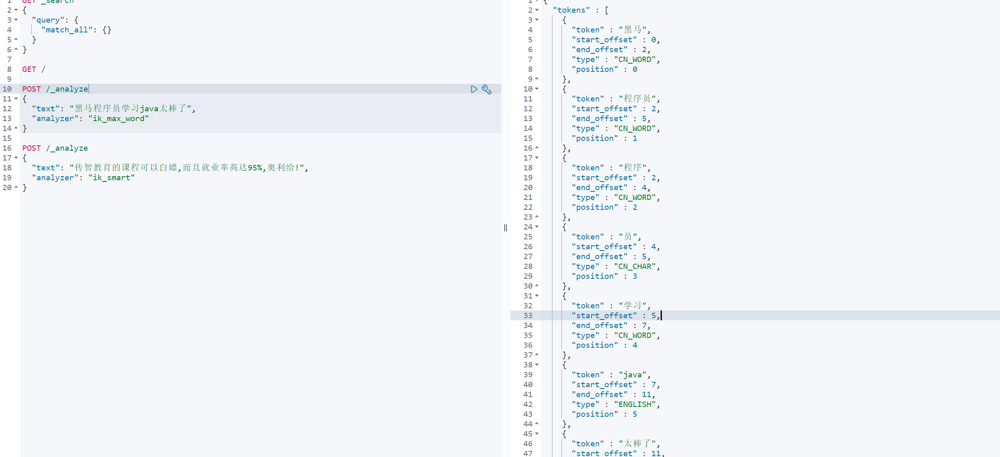 1 GET _search
2 {
3 "query": {
4 "match_all": {}
5 }
6 }
7
8 GET /
9
10 POST /_analyze
11 {
12 "text": "黑马程序员学习java太棒了",
13 "analyzer": "ik_max_word"
14 }
15
16 POST /_analyze
17 {
18 "text": "传智教育的课程可以白嫖,而且就业率高达95%,奥利给!",
19 "analyzer": "ik_smart"
20 }
1 {
2 "tokens" : [
3 {
4 "token" : "黑马",
5 "start_offset" : 0,
6 "end_offset" : 2,
7 "type" : "CN_WORD",
8 "position" : 0
9 },
10 {
11 "token" : "程序员",
12 "start_offset" : 2,
13 "end_offset" : 5,
14 "type" : "CN_WORD",
15 "position" : 1
16 },
17 {
18 "token" : "程序",
19 "start_offset" : 2,
20 "end_offset" : 4,
21 "type" : "CN_WORD",
22 "position" : 2
23 },
24 {
25 "token" : "员",
26 "start_offset" : 4,
27 "end_offset" : 5,
28 "type" : "CN_CHAR",
29 "position" : 3
30 },
31 {
32 "token" : "学习",
33 "start_offset" : 5,
34 "end_offset" : 7,
35 "type" : "CN_WORD",
36 "position" : 4
37 },
38 {
39 "token" : "java",
40 "start_offset" : 7,
41 "end_offset" : 11,
42 "type" : "ENGLISH",
43 "position" : 5
44 },
45 {
46 "token" : "太棒了",
47 "start_offset" : 11,